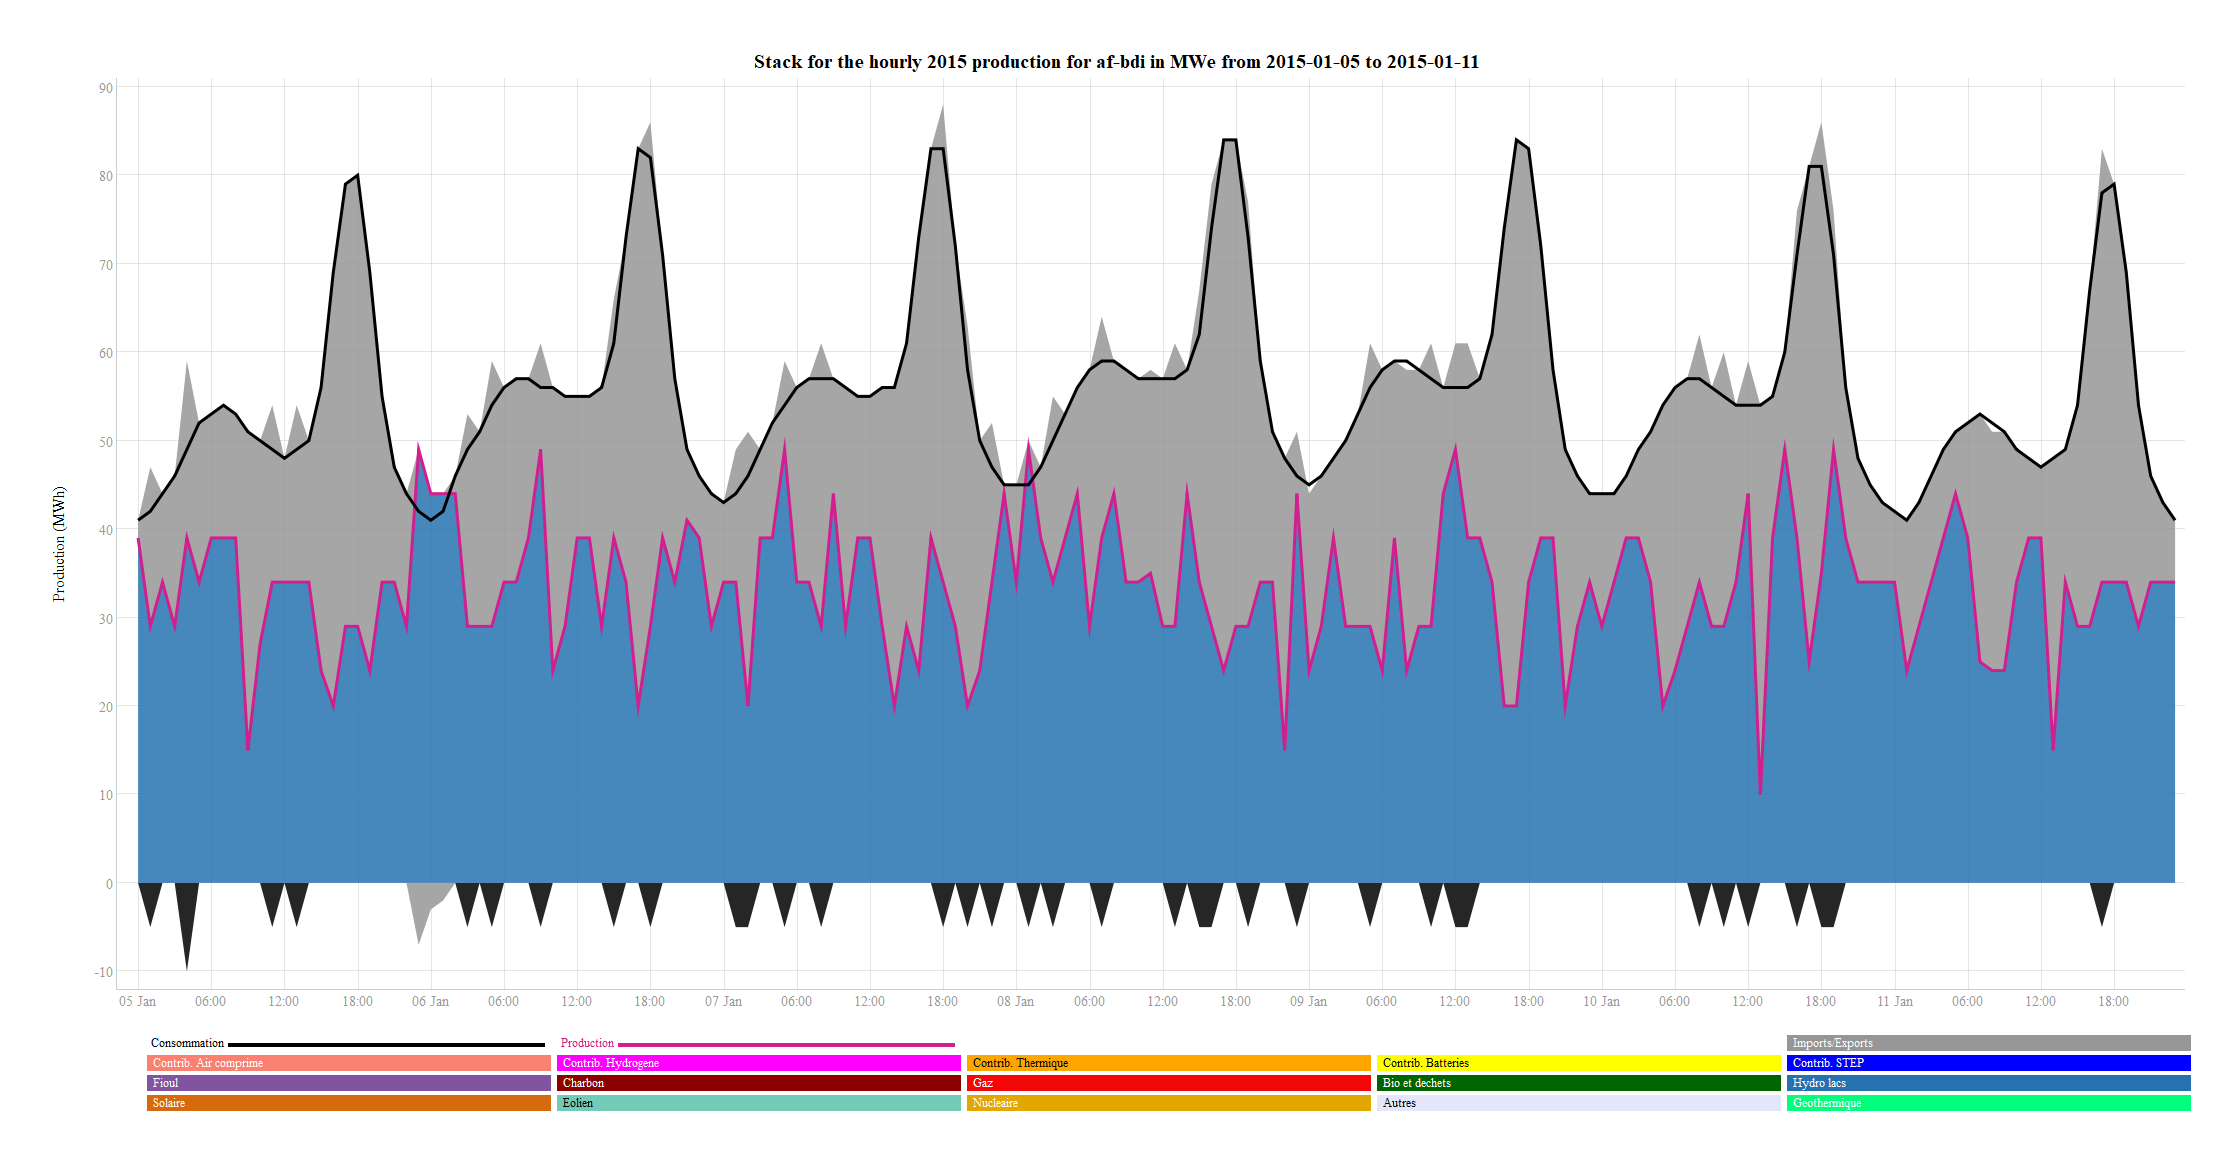 Stack for the hourly 2015 production for af-bdi in MWe from 2015-01-05 to 2015-01-11
90
80
70
60
50
40
30
20
10
0
-10
Production (MWh)
05 Jan 06:00 12:00 18:00 06 Jan 06:00 12:00 18:00 07 Jan 06:00 12:00 18:00 08 Jan 06:00 12:00 18:00 09 Jan 06:00 12:00 18:00 10 Jan 06:00 12:00 18:00 11 Jan 06:00 12:00 18:00
Consommation Production Imports/Exports
Contrib. Air comprime Contrib. Hydrogene Contrib. Thermique Contrib. Batteries Contrib. STEP
Fioul Charbon Gaz Bio et dechets Hydro lacs
Solaire Eolien Nucleaire Autres Geothermique